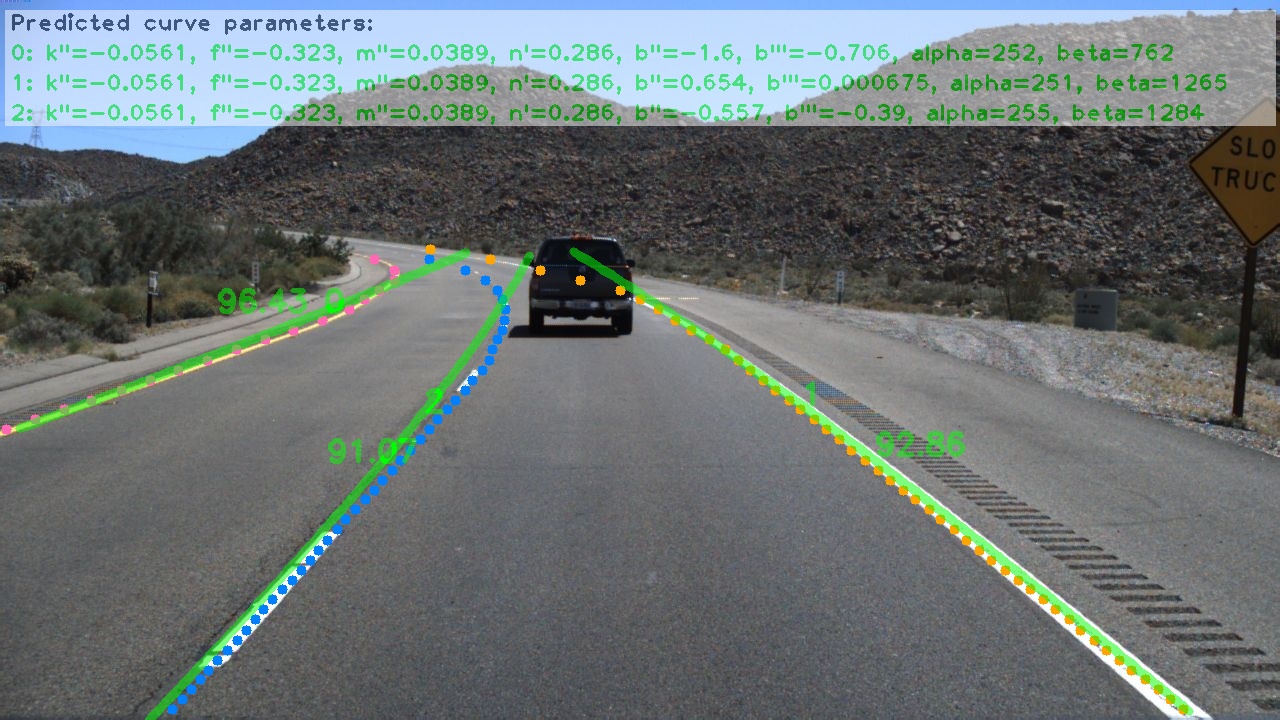 Predicted curve parameters:
0: k''=-0.0561, f''=-0.323, m''=0.0389, n'=0.286, b''=-1.6, b'''=-0.706, alpha=252, beta=762
1: k''=-0.0561, f''=-0.323, m''=0.0389, n'=0.286, b''=0.654, b'''=0.000675, alpha=251, beta=1265
2: k''=-0.0561, f''=-0.323, m''=0.0389, n'=0.286, b''=-0.557, b'''=-0.39, alpha=255, beta=1284
SLO
TRUC
96.43 0
1
91.07 2
92.86